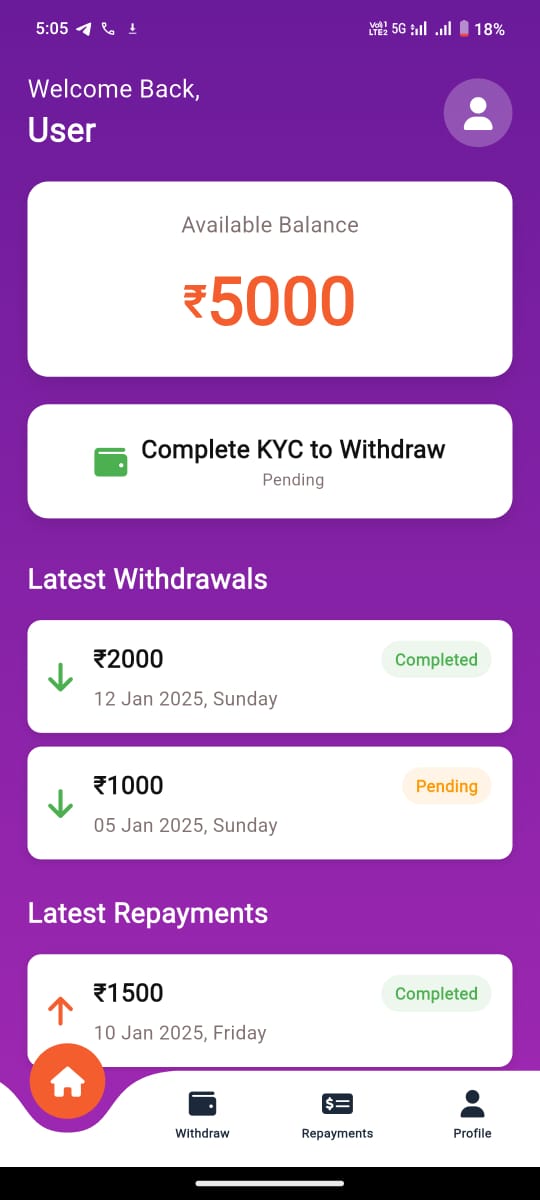 5:05 VoLTE1 LTE2 5G 18%
Welcome Back,
User
Available Balance
₹5000
Complete KYC to Withdraw
Pending
Latest Withdrawals
₹2000 Completed
12 Jan 2025, Sunday
₹1000 Pending
05 Jan 2025, Sunday
Latest Repayments
₹1500 Completed
10 Jan 2025, Friday
Withdraw Repayments Profile